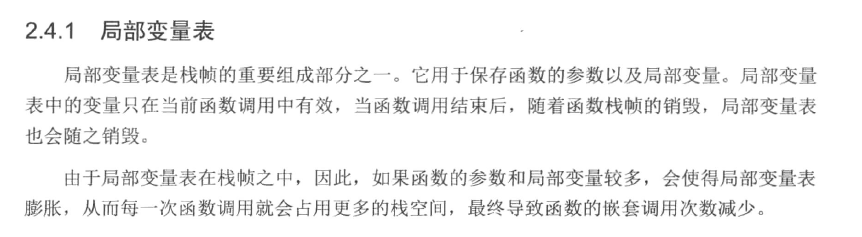 2.4.1 局部变量表
局部变量表是栈帧的重要组成部分之一。它用于保存函数的参数以及局部变量。局部变量
表中的变量只在当前函数调用中有效，当函数调用结束后，随着函数栈帧的销毁，局部变量表
也会随之销毁。
由于局部变量表在栈帧之中，因此，如果函数的参数和局部变量较多，会使得局部变量表
膨胀，从而每一次函数调用就会占用更多的栈空间，最终导致函数的嵌套调用次数减少。